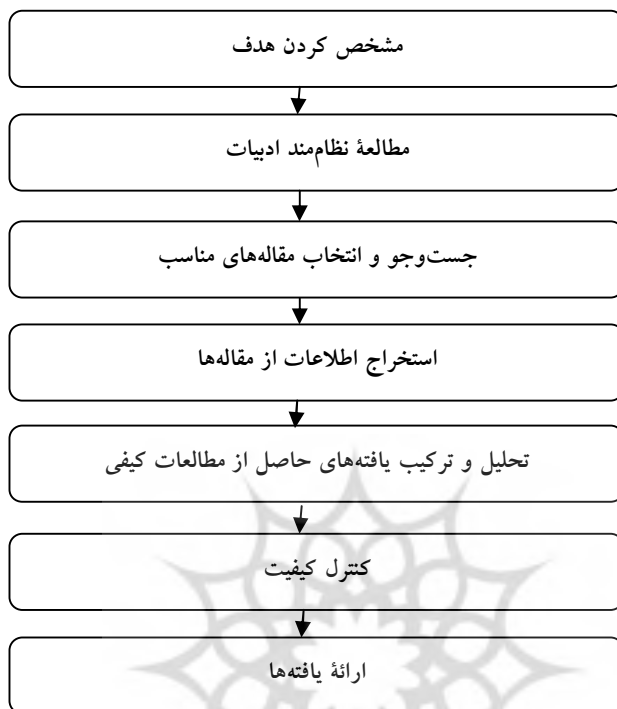 مشخص کردن هدف
مطالعهٔ نظام‌مند ادبیات
جست‌وجو و انتخاب مقاله‌های مناسب
استخراج اطلاعات از مقاله‌ها
تحلیل و ترکیب یافته‌های حاصل از مطالعات کیفی
کنترل کیفیت
ارائهٔ یافته‌ها